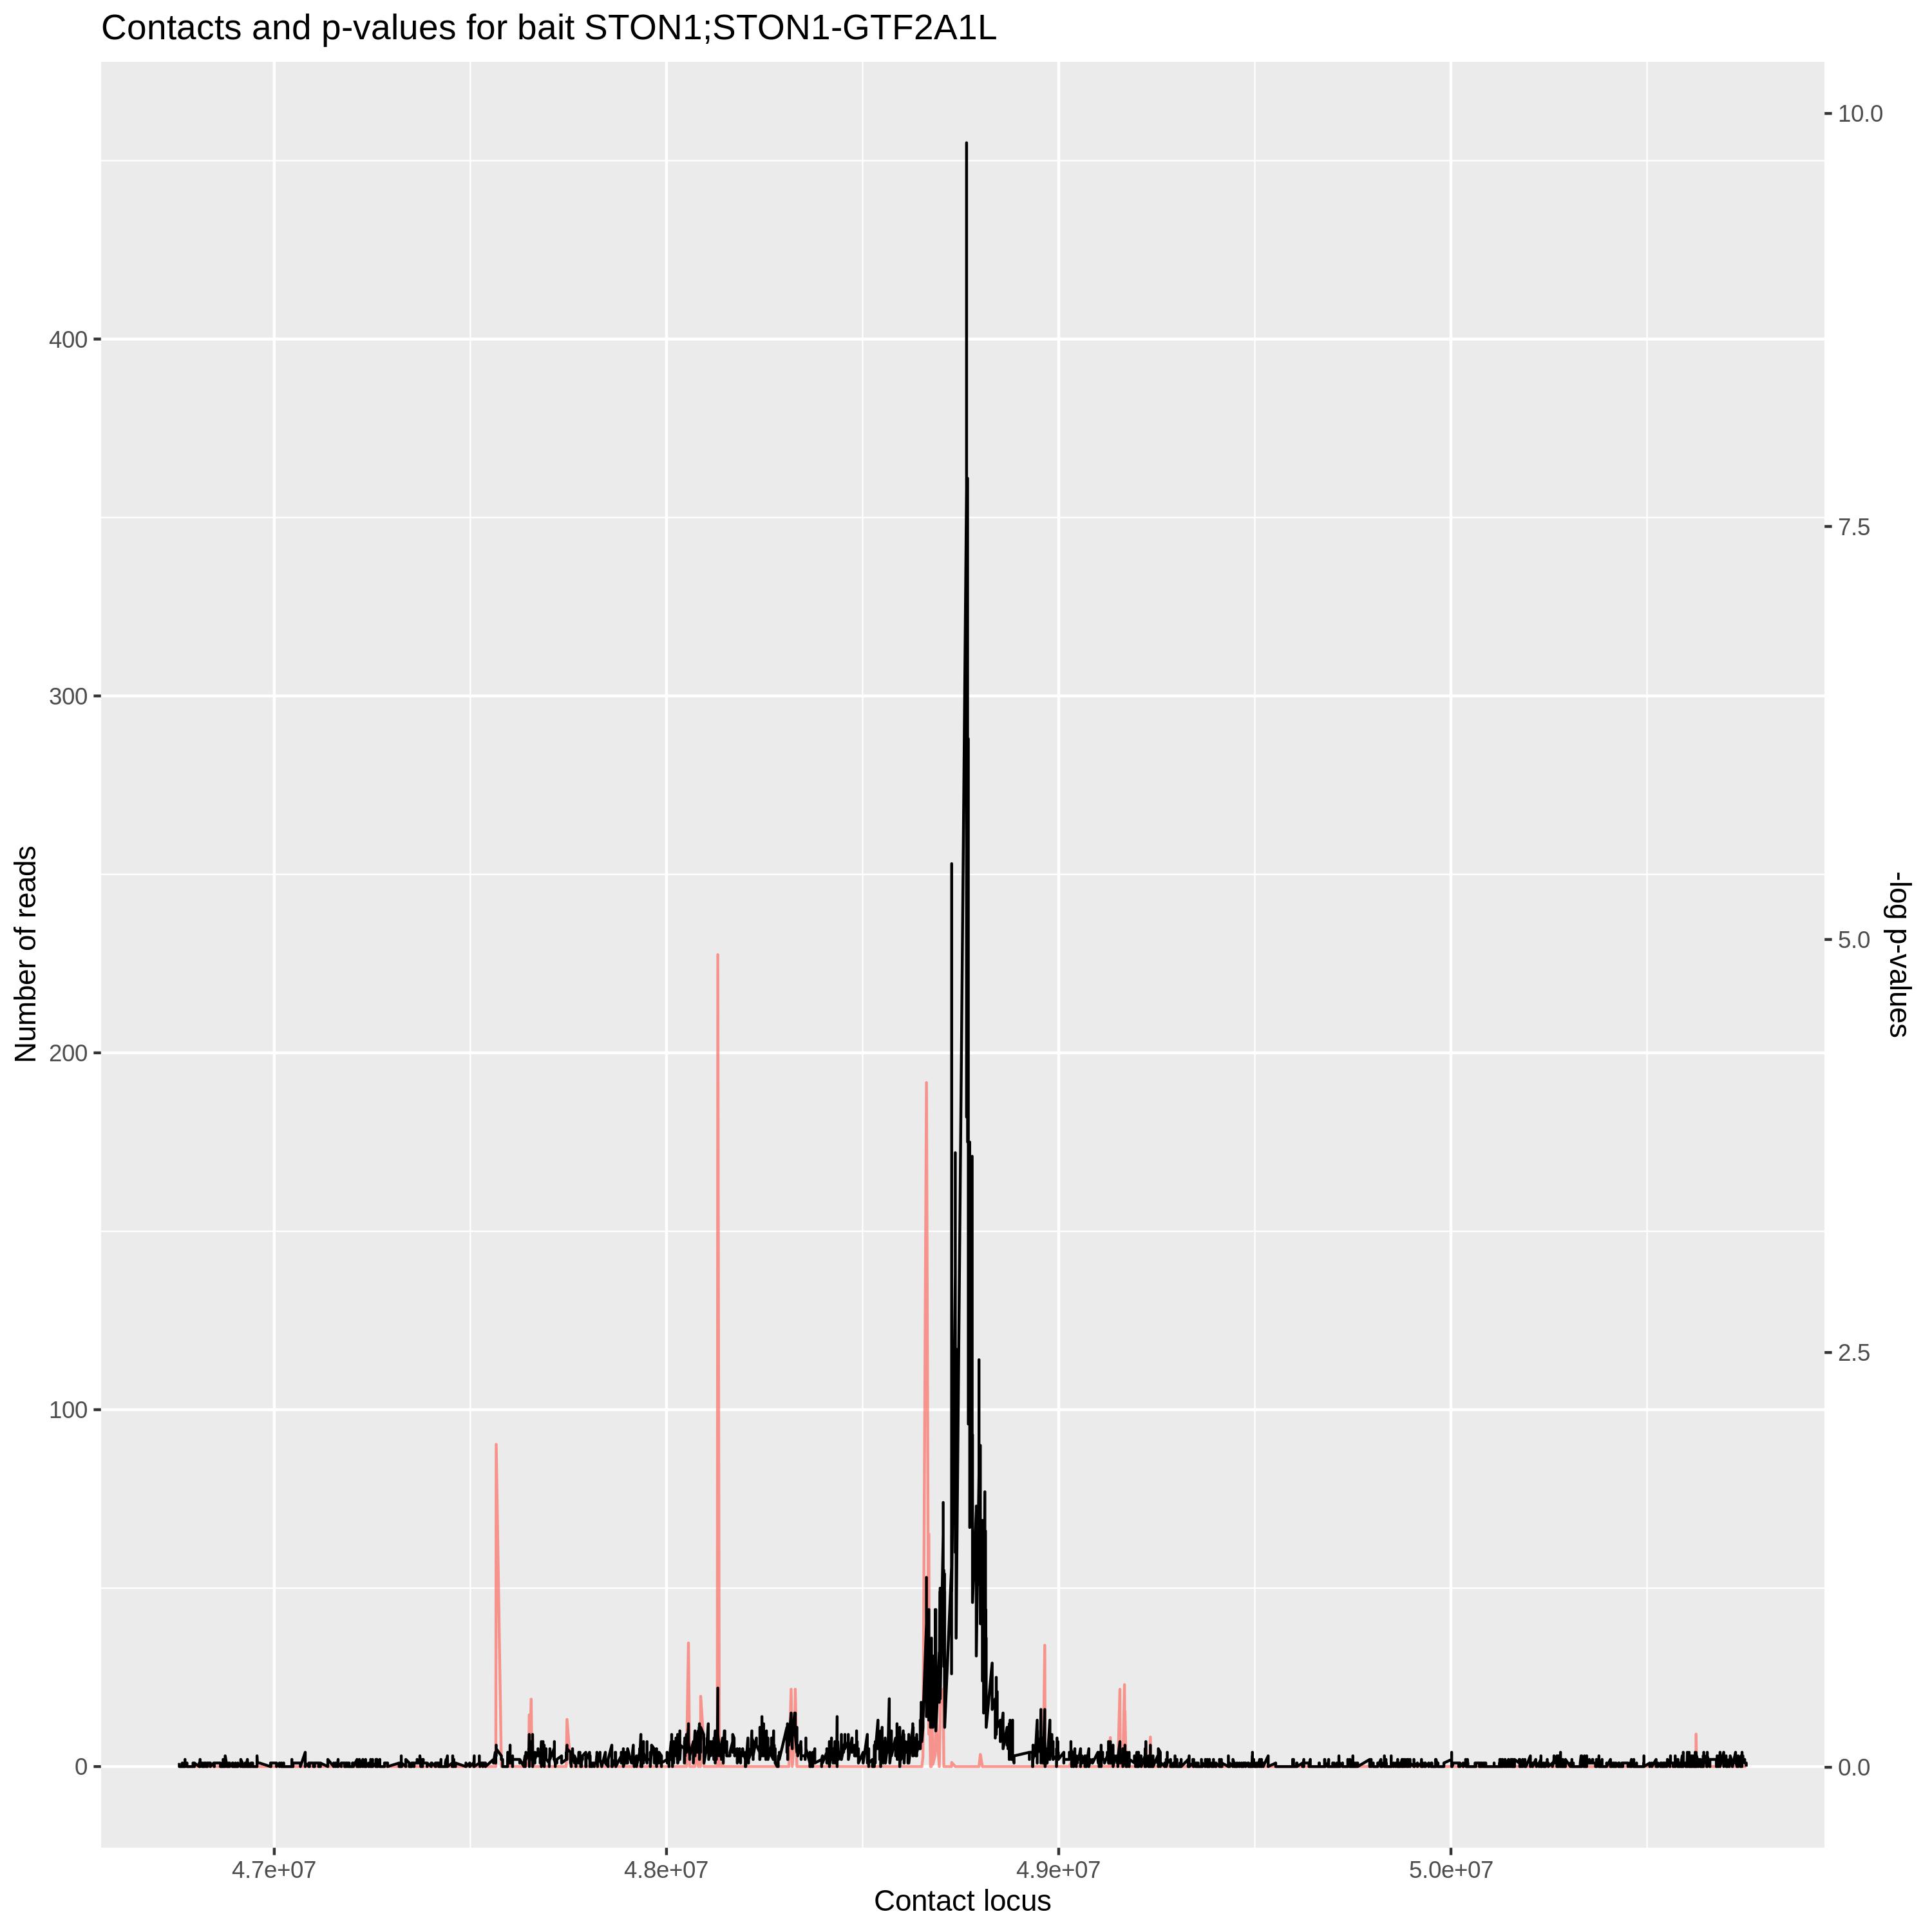 Contacts and p-values for bait STON1;STON1-GTF2A1L
10.0
7.5
5.0
2.5
0.0
400
300
200
100
0
Number of reads
-log p-values
4.7e+07
4.8e+07
4.9e+07
5.0e+07
Contact locus